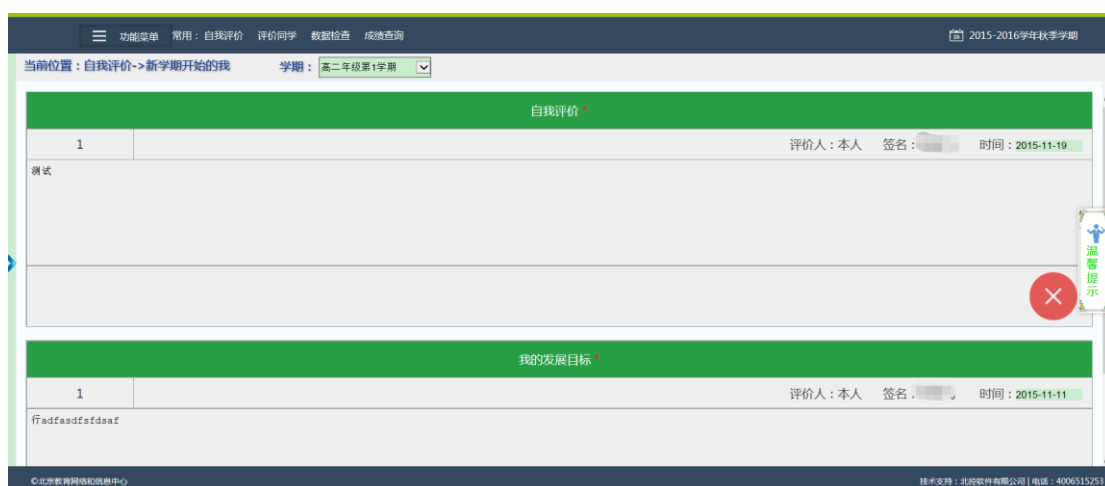 功能菜单 常用：自我评价 评价同学 数据检查 成绩查询 2015-2016学年秋季学期
当前位置：自我评价->新学期开始的我 学期： 高二年级第1学期
自我评价 *
1 评价人：本人 签名： 时间：2015-11-19
测试
温馨提示
我的发展目标 *
1 评价人：本人 签名 时间：2015-11-11
行adfasdfsfdsaf
©北京教育网络和信息中心 技术支持：北控软件有限公司 | 电话：4006515253